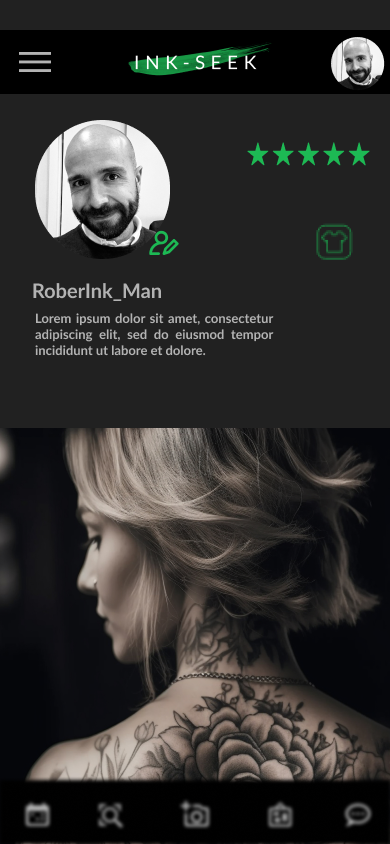 INK-SEEK
RoberInk_Man
Lorem ipsum dolor sit amet, consectetur
adipiscing elit, sed do eiusmod tempor
incididunt ut labore et dolore.